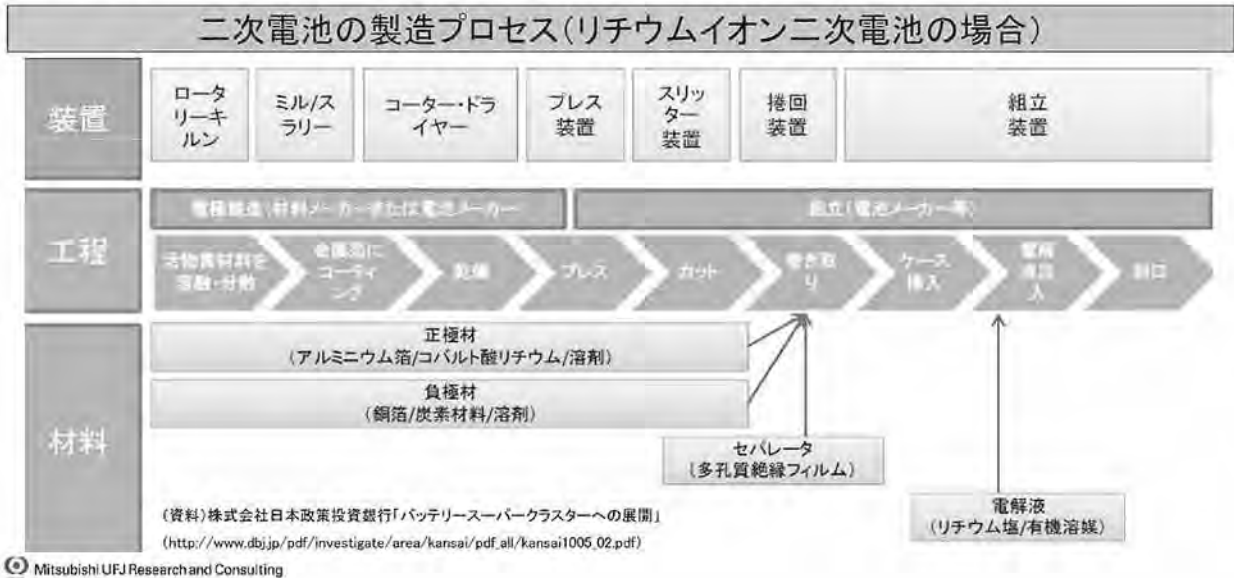 二次電池の製造プロセス(リチウムイオン二次電池の場合)
装置
ロータ
リーキ
ルン
ミル/ス
ラリー
コーター・ドラ
イヤー
プレス
装置
スリッ
ター
装置
捲回
装置
組立
装置
工程
電極製造(材料メーカーまたは電池メーカー
組立(電池メーカー等)
活物質材料を
溶融・分散
金属箔に
コーティ
ング
乾燥
プレス
カット
巻き取
り
ケース
挿入
電解
液注
入
封口
材料
正極材
(アルミニウム箔/コバルト酸リチウム/溶剤)
負極材
(銅箔/炭素材料/溶剤)
セパレータ
(多孔質絶縁フィルム)
電解液
(リチウム塩/有機溶媒)
(資料)株式会社日本政策投資銀行「バッテリースーパークラスターへの展開」
(http://www.dbj.jp/pdf/investigate/area/kansai/pdf_all/kansai1005_02.pdf)
Mitsubishi UFJ Research and Consulting